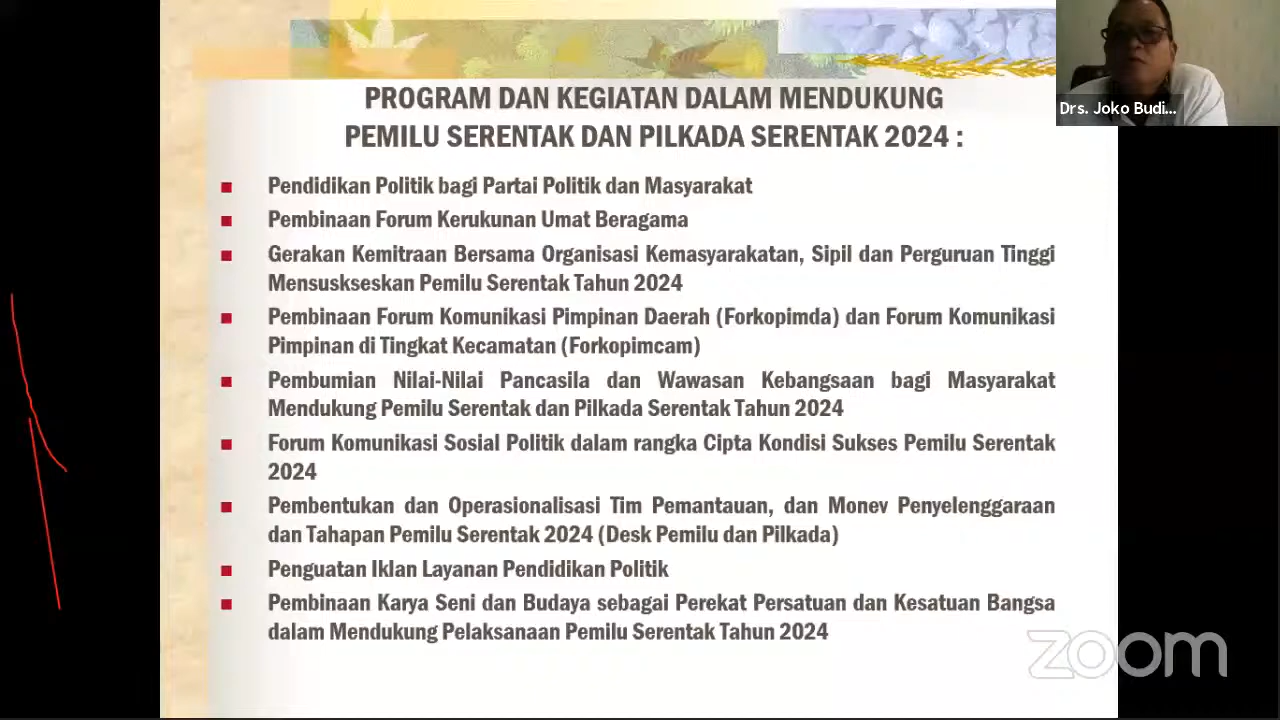 PROGRAM DAN KEGIATAN DALAM MENDUKUNG
PEMILU SERENTAK DAN PILKADA SERENTAK 2024 :
Drs. Joko Budi...
■ Pendidikan Politik bagi Partai Politik dan Masyarakat
■ Pembinaan Forum Kerukunan Umat Beragama
■ Gerakan Kemitraan Bersama Organisasi Kemasyarakatan, Sipil dan Perguruan Tinggi
Mensuskseskan Pemilu Serentak Tahun 2024
■ Pembinaan Forum Komunikasi Pimpinan Daerah (Forkopimda) dan Forum Komunikasi
Pimpinan di Tingkat Kecamatan (Forkopimcam)
■ Pembumian Nilai-Nilai Pancasila dan Wawasan Kebangsaan bagi Masyarakat
Mendukung Pemilu Serentak dan Pilkada Serentak Tahun 2024
■ Forum Komunikasi Sosial Politik dalam rangka Cipta Kondisi Sukses Pemilu Serentak
2024
■ Pembentukan dan Operasionalisasi Tim Pemantauan, dan Monev Penyelenggaraan
dan Tahapan Pemilu Serentak 2024 (Desk Pemilu dan Pilkada)
■ Penguatan Iklan Layanan Pendidikan Politik
■ Pembinaan Karya Seni dan Budaya sebagai Perekat Persatuan dan Kesatuan Bangsa
dalam Mendukung Pelaksanaan Pemilu Serentak Tahun 2024
zoom